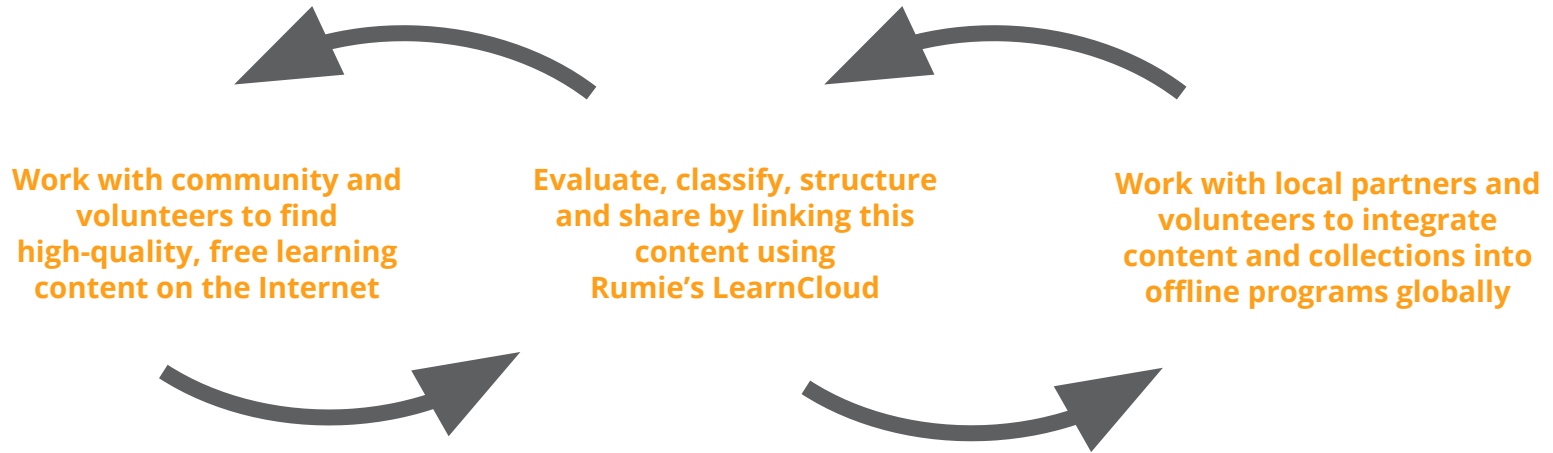 Work with community and
volunteers to find
high-quality, free learning
content on the Internet
Evaluate, classify, structure
and share by linking this
content using
Rumie’s LearnCloud
Work with local partners and
volunteers to integrate
content and collections into
offline programs globally